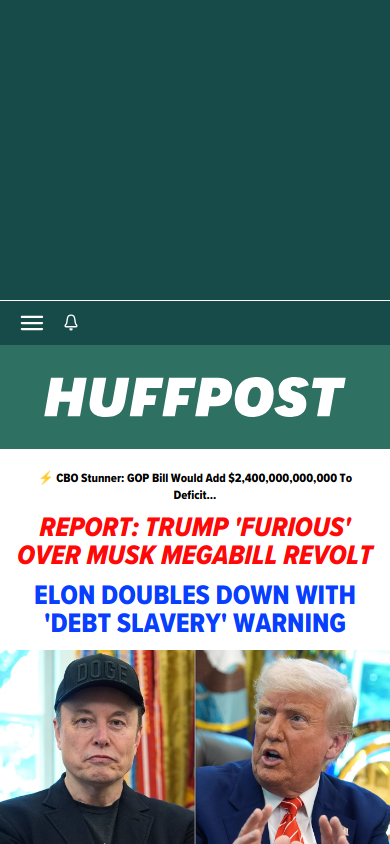 HUFFPOST
⚡ CBO Stunner: GOP Bill Would Add $2,400,000,000,000 To
Deficit...
REPORT: TRUMP 'FURIOUS'
OVER MUSK MEGABILL REVOLT
ELON DOUBLES DOWN WITH
'DEBT SLAVERY' WARNING
DOGE